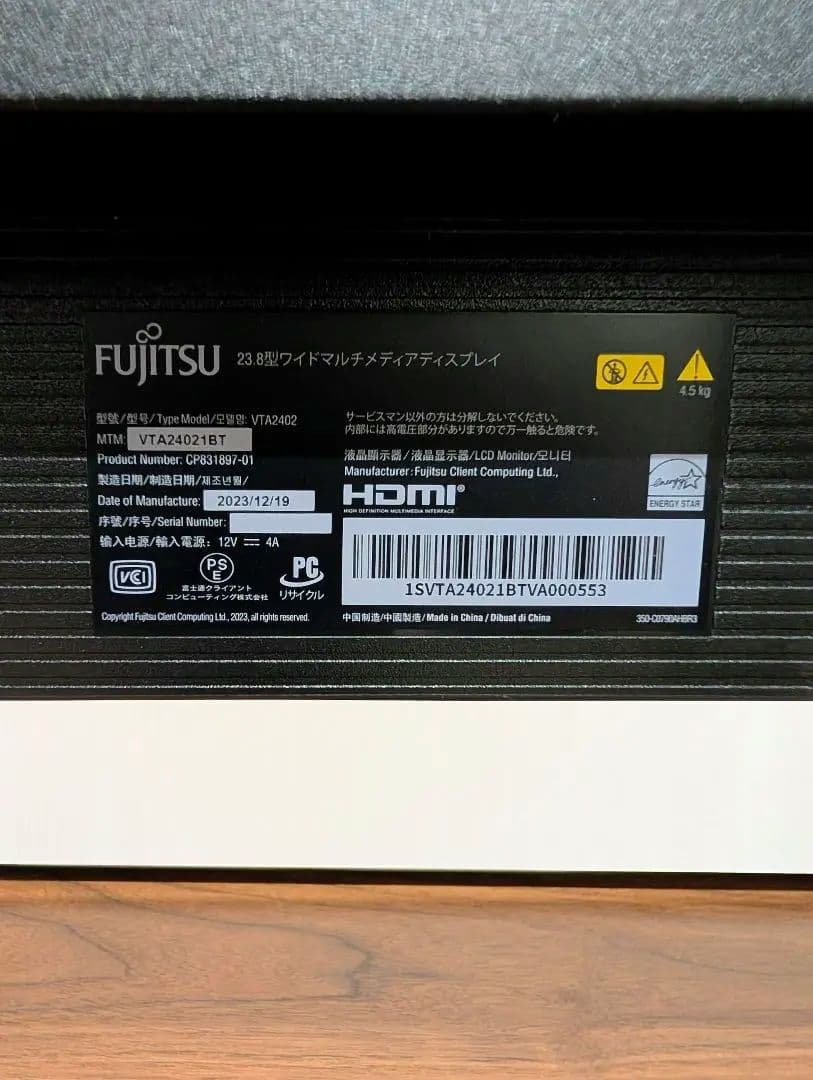 FUJITSU 23.8型ワイドマルチメディアディスプレイ
4.5 kg
型號/型号/Type Model/모델명: VTA2402
MTM: VTA24021BT
Product Number: CP831897-01
製造日期/制造日期/제조년월/
Date of Manufacture: 2023/12/19
序號/序号/Serial Number:
输入电源/輸入電源: 12V ⎓ 4A
VCI
PS
E
富士通クライアント
コンピューティング株式会社
PC
リサイクル
Copyright Fujitsu Client Computing Ltd., 2023, all rights reserved.
サービスマン以外の方は分解しないでください。
内部には高電圧部分がありますので万一触ると危険です。
液晶顯示器/液晶显示器/LCD Monitor/모니터
Manufacturer: Fujitsu Client Computing Ltd.,
HDMI®
HIGH DEFINITION MULTIMEDIA INTERFACE
energy
ENERGY STAR
1SVTA24021BTVA000553
中国制造/中國製造/Made in China / Dibuat di China
350-C0790AHBR3